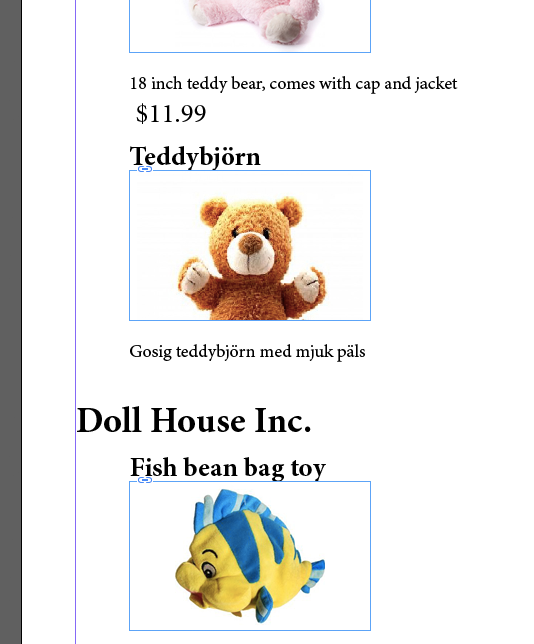 18 inch teddy bear, comes with cap and jacket
$11.99
Teddybjörn
Gosig teddybjörn med mjuk päls
Doll House Inc.
Fish bean bag toy